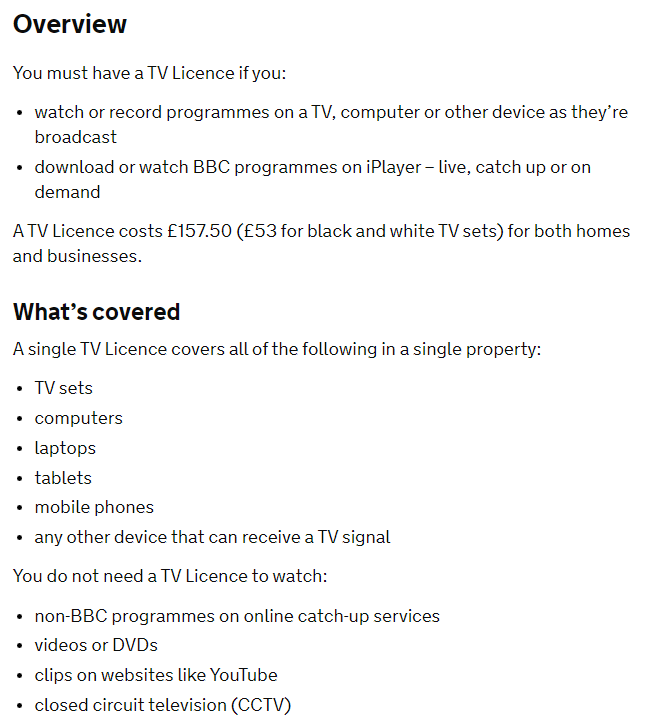 Overview
You must have a TV Licence if you:
• watch or record programmes on a TV, computer or other device as they’re
broadcast
• download or watch BBC programmes on iPlayer – live, catch up or on
demand
A TV Licence costs £157.50 (£53 for black and white TV sets) for both homes
and businesses.
What’s covered
A single TV Licence covers all of the following in a single property:
• TV sets
• computers
• laptops
• tablets
• mobile phones
• any other device that can receive a TV signal
You do not need a TV Licence to watch:
• non-BBC programmes on online catch-up services
• videos or DVDs
• clips on websites like YouTube
• closed circuit television (CCTV)